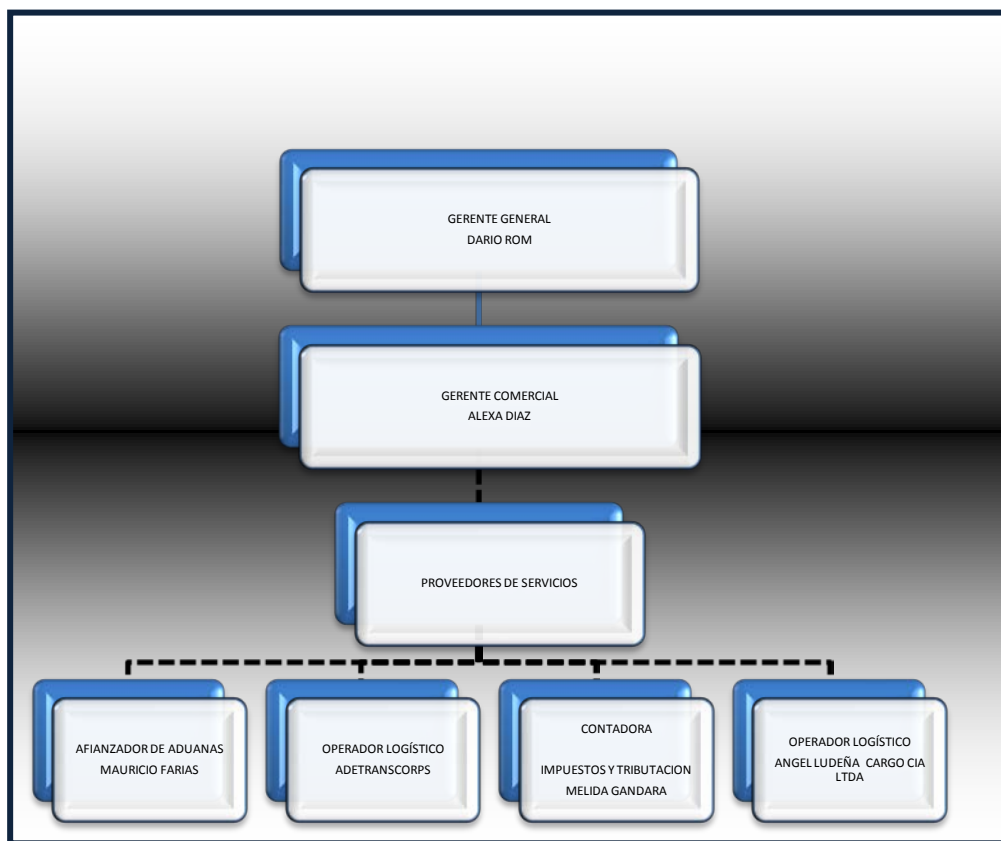 GERENTE GENERAL
DARIO ROM
GERENTE COMERCIAL
ALEXA DIAZ
PROVEEDORES DE SERVICIOS
AFIANZADOR DE ADUANAS
MAURICIO FARIAS
OPERADOR LOGÍSTICO
ADETRANSCORPS
CONTADORA
IMPUESTOS Y TRIBUTACION
MELIDA GANDARA
OPERADOR LOGÍSTICO
ANGEL LUDEÑA CARGO CIA
LTDA